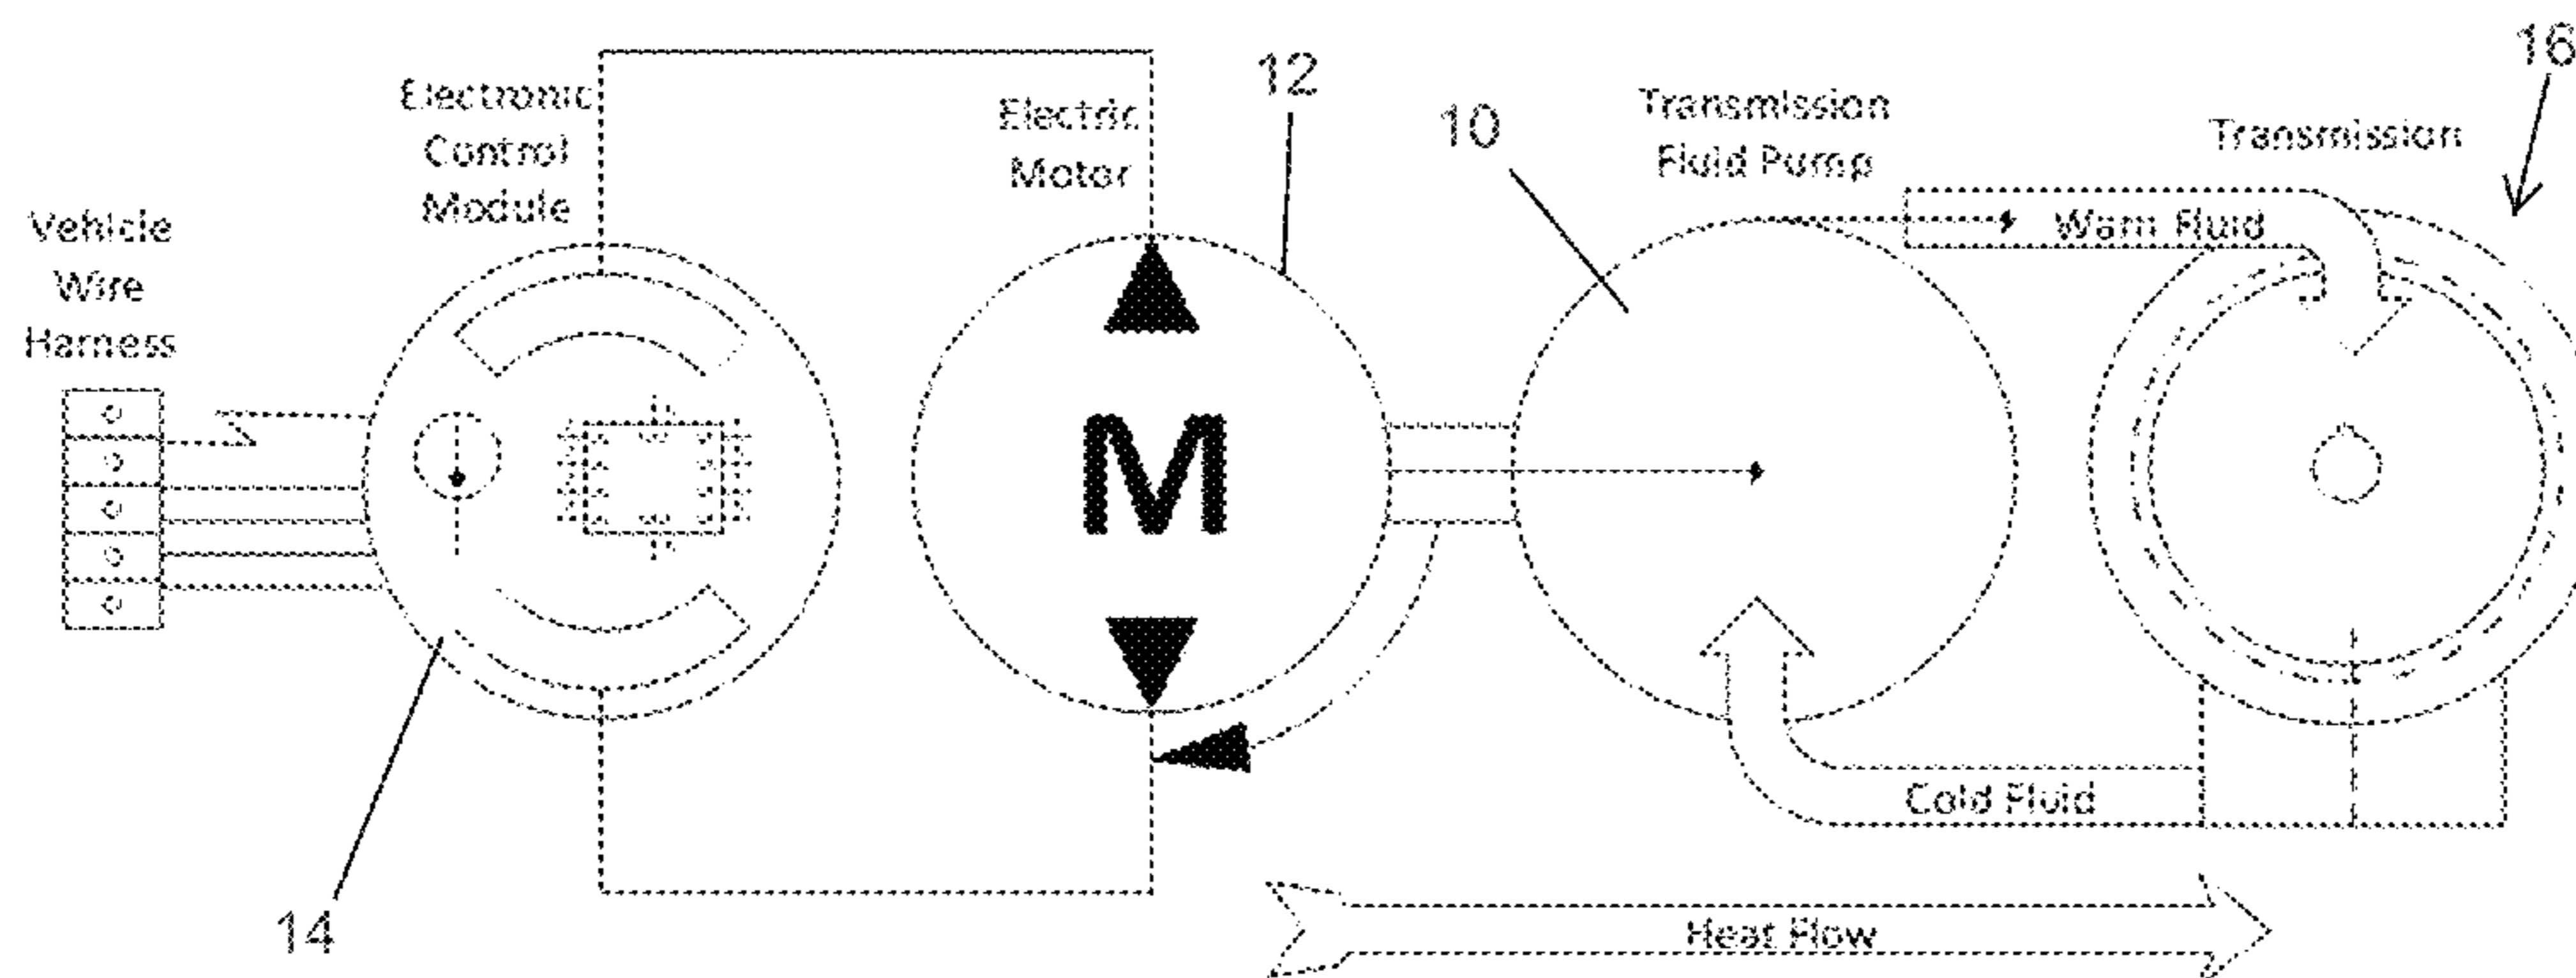 16
12
Electronic
Control
Module
Electric
Motor
10
Transmission
Fluid Pump
Transmission
Vehicle
Wire
Harness
Warm Fluid
M
Cold Fluid
14
Heat Flow